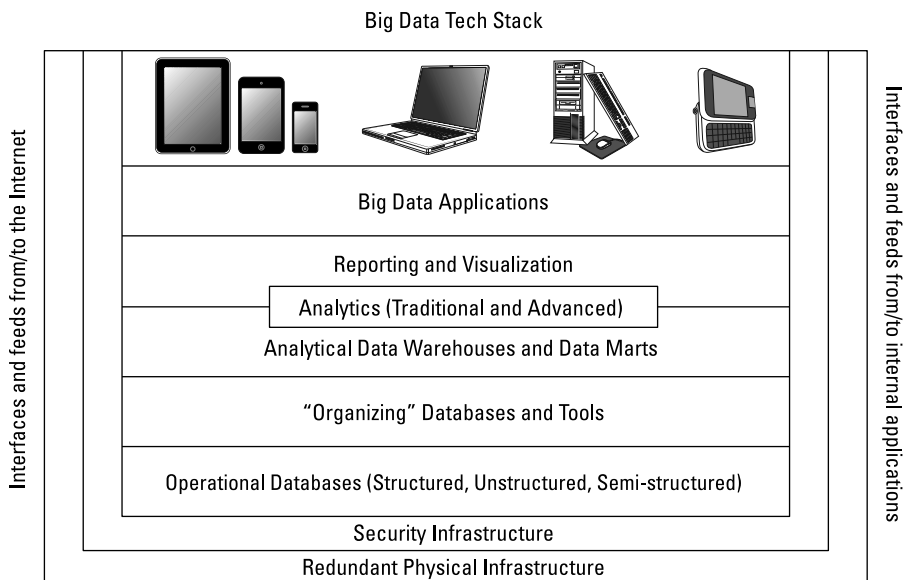 Big Data Tech Stack
Interfaces and feeds from/to the Internet
Big Data Applications
Reporting and Visualization
Analytics (Traditional and Advanced)
Analytical Data Warehouses and Data Marts
“Organizing” Databases and Tools
Operational Databases (Structured, Unstructured, Semi-structured)
Security Infrastructure
Redundant Physical Infrastructure
Interfaces and feeds from/to internal applications